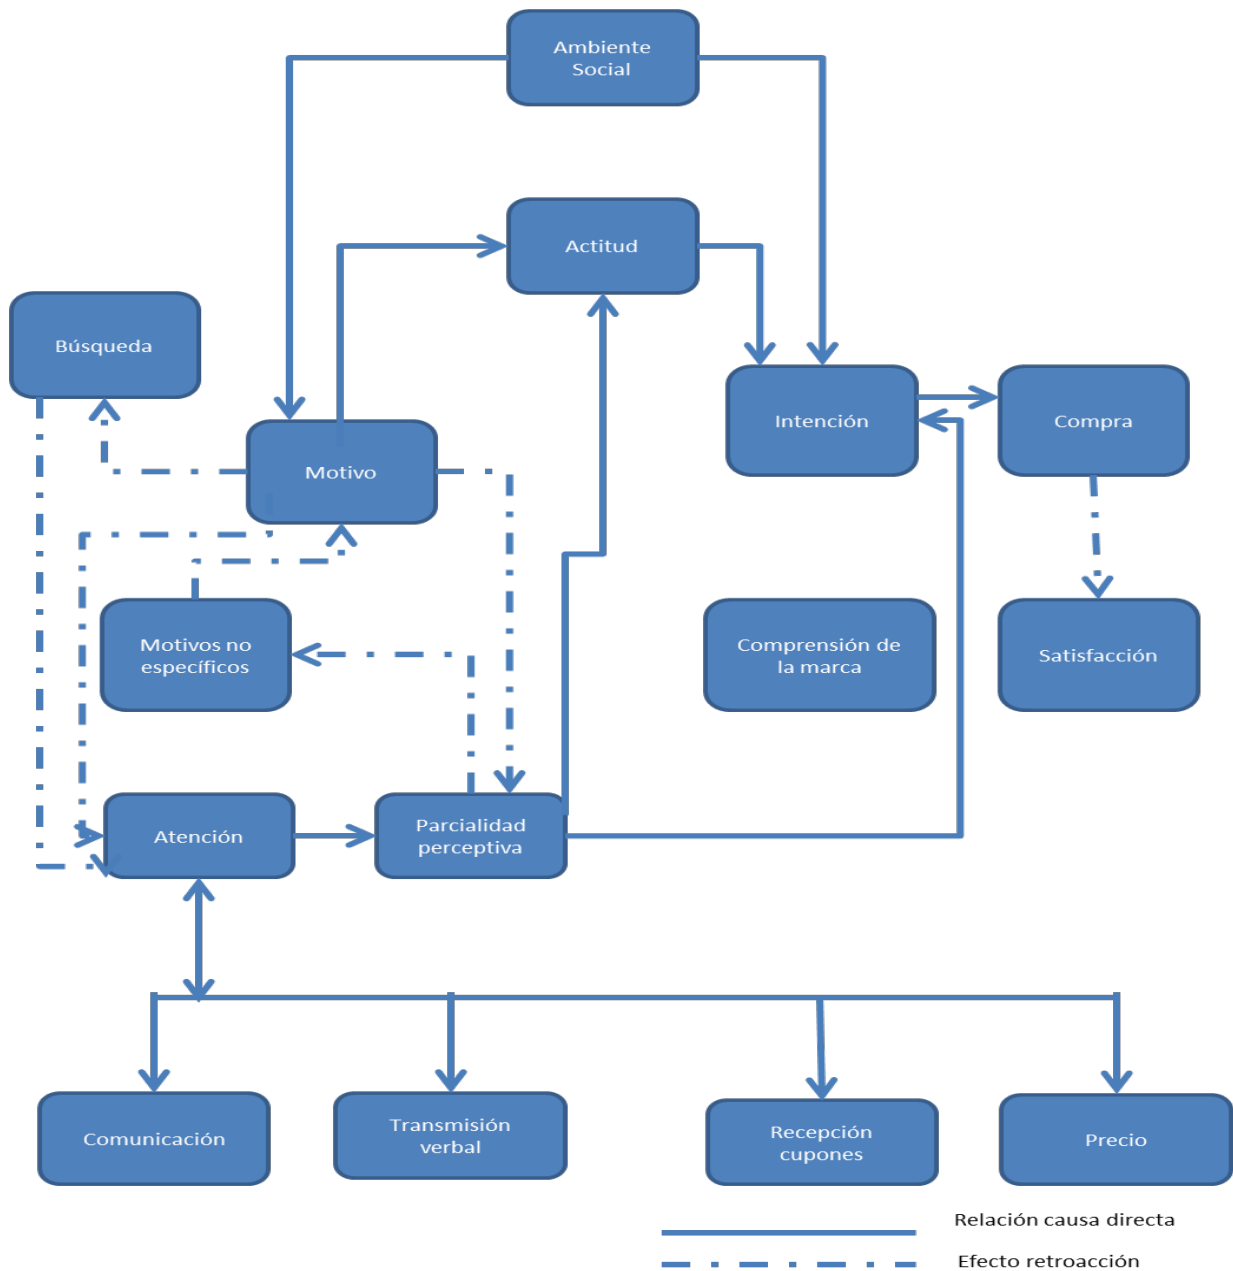 Ambiente
Social
Actitud
Búsqueda
Intención
Compra
Motivo
Motivos no
específicos
Comprensión de
la marca
Satisfacción
Atención
Parcialidad
perceptiva
Comunicación
Transmisión
verbal
Recepción
cupones
Precio
Relación causa directa
Efecto retroacción